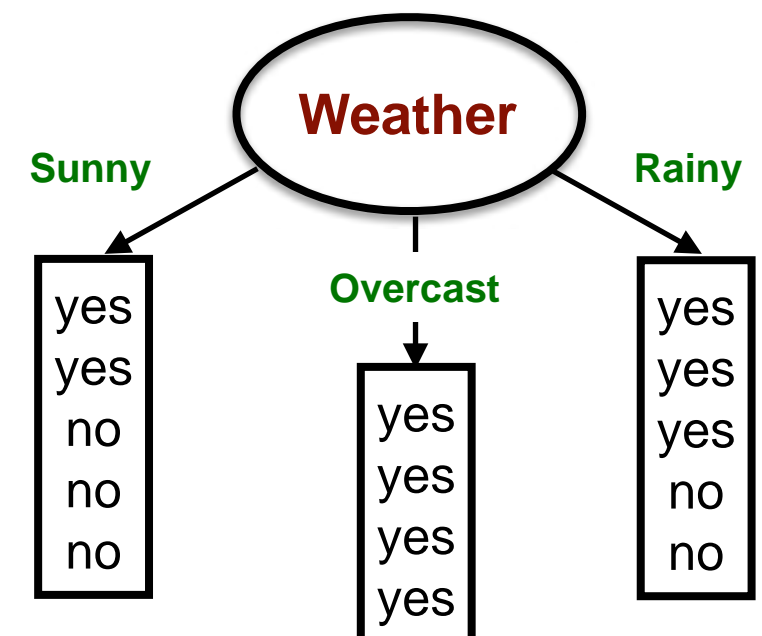 Weather
Sunny
Rainy
Overcast
yes
yes
no
no
no
yes
yes
yes
yes
yes
yes
yes
no
no